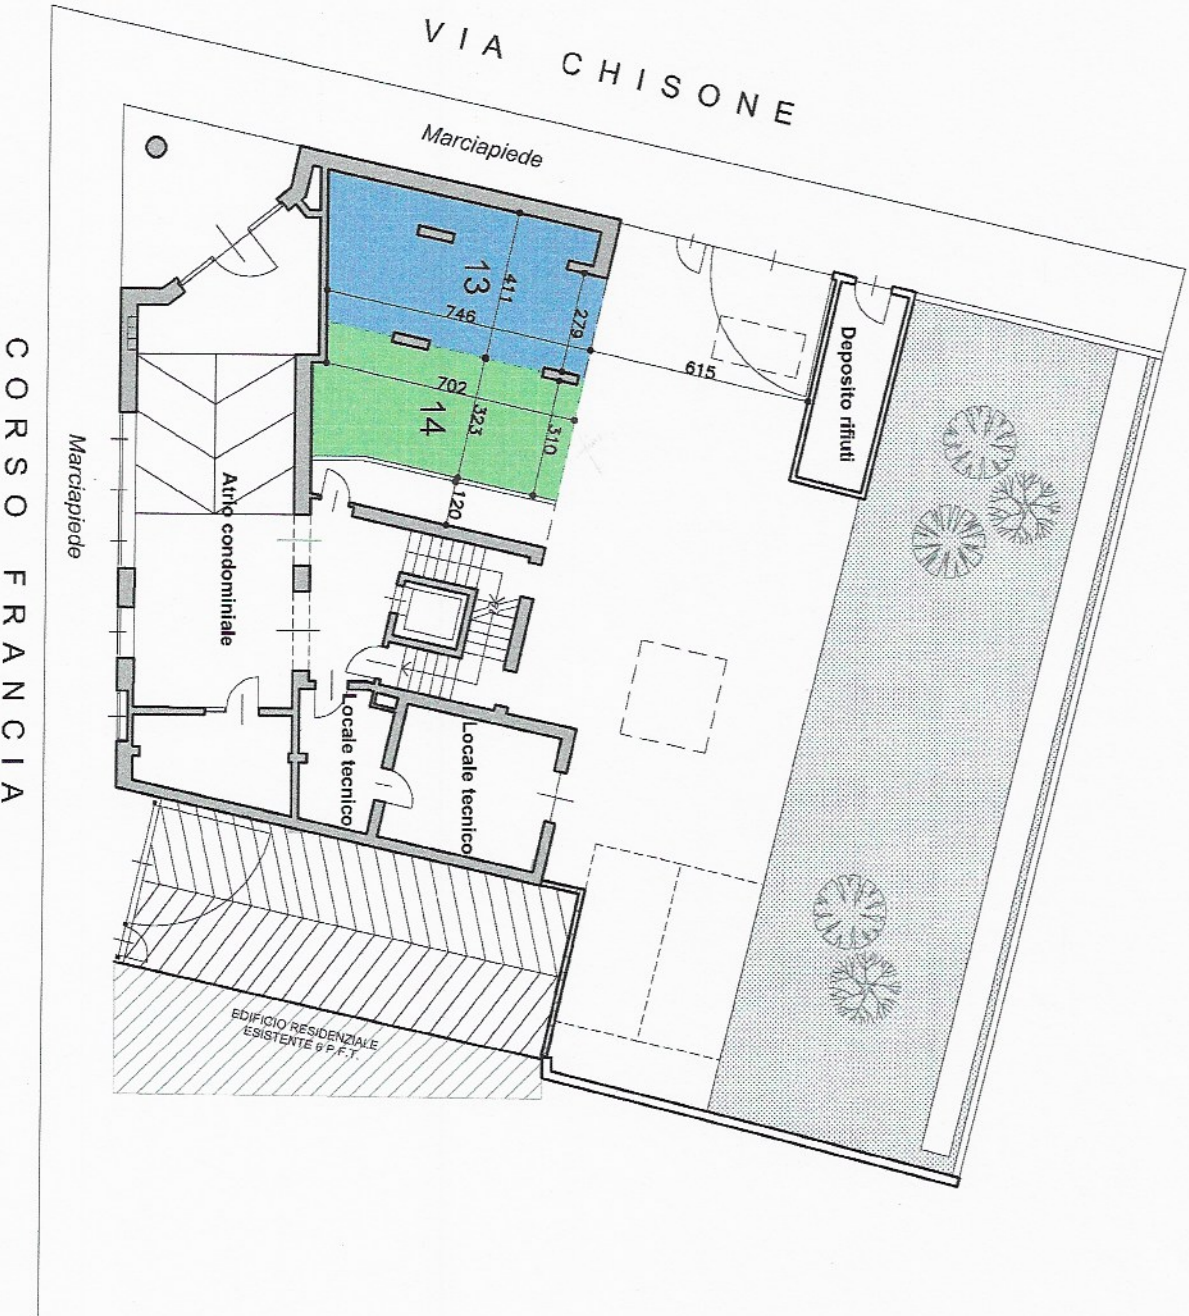 VIA CHISONE
Marciapiede
13
411
279
746
615
702
14
323
310
120
Deposito rifiuti
CORSO FRANCIA
Marciapiede
Atrio condominiale
Locale tecnico
Locale tecnico
EDIFICIO RESIDENZIALE
ESISTENTE 6 P.F.T.